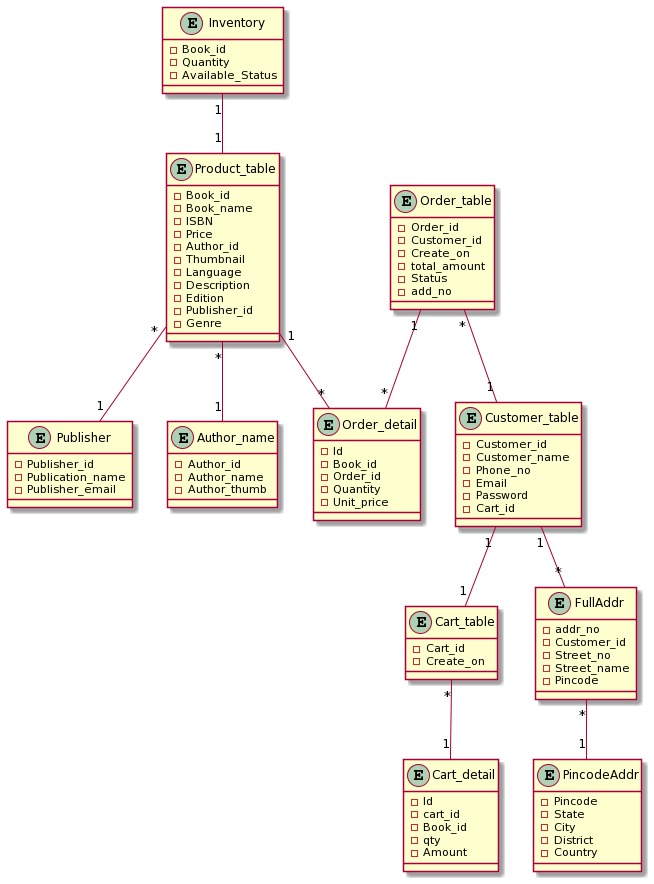 E Inventory
Book_id
Quantity
Available_Status
1
1
E Product_table
Book_id
Book_name
ISBN
Price
Author_id
Thumbnail
Language
Description
Edition
Publisher_id
Genre
E Order_table
Order_id
Customer_id
Create_on
total_amount
Status
add_no
* 1
1 *
* 1
1 1 * * 1
E Publisher
Publisher_id
Publication_name
Publisher_email
E Author_name
Author_id
Author_name
Author_thumb
E Order_detail
Id
Book_id
Order_id
Quantity
Unit_price
E Customer_table
Customer_id
Customer_name
Phone_no
Email
Password
Cart_id
1 1
1 *
E Cart_table
Cart_id
Create_on
E FullAddr
addr_no
Customer_id
Street_no
Street_name
Pincode
* *
1 1
E Cart_detail
Id
cart_id
Book_id
qty
Amount
E PincodeAddr
Pincode
State
City
District
Country